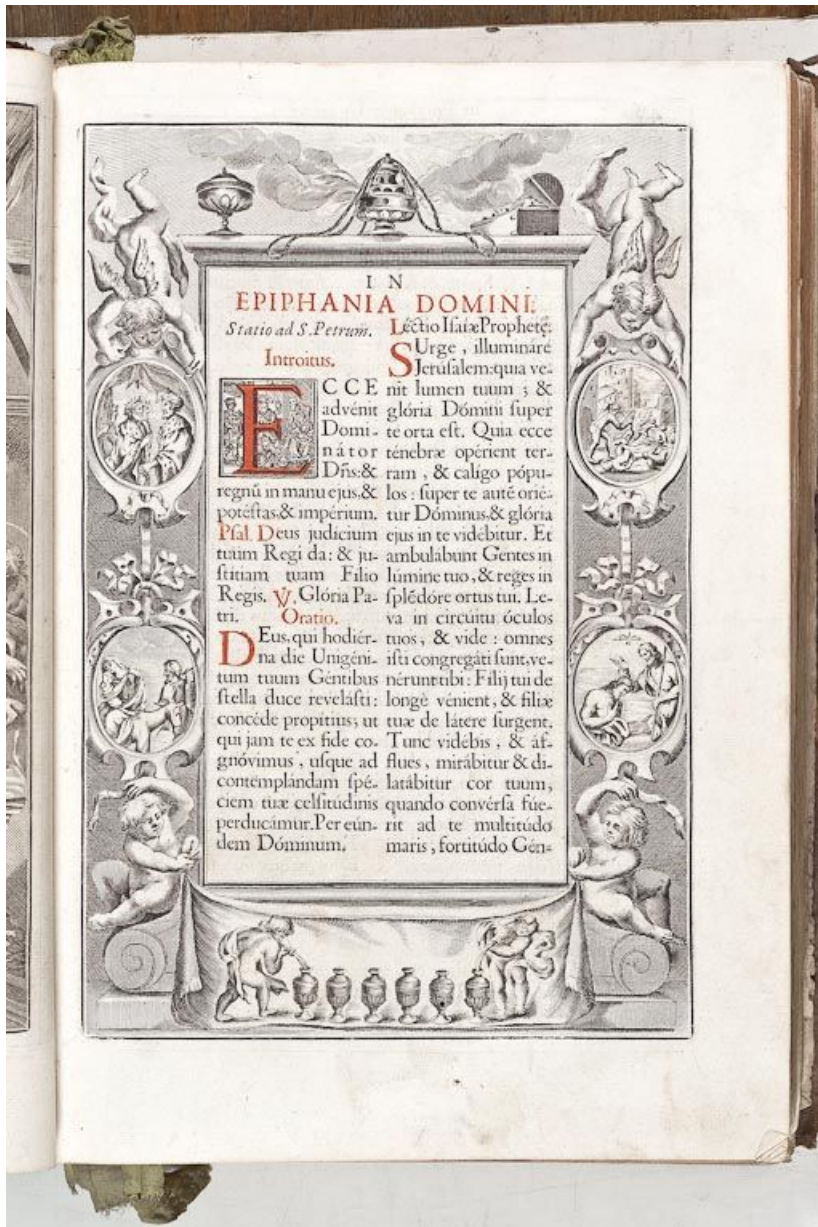 IN
EPIPHANIA DOMINI.
Statio ad S. Petrum.
Introitus.
ECCE
advénit
Domi-
nátor
Dñs:&
regnũ in manu ejus,&
potéstas,& impérium.
Psal. Deus judícium
tuum Regi da: & ju-
stítiam tuam Fílio
Regis. ℣. Glória Pa-
tri. Oratio.
DEus, qui hodiér-
na die Unigéni-
tum tuum Géntibus
stella duce revelásti:
concéde propítius; ut
qui jam te ex fide co-
gnóvimus, usque ad
contemplándam spé-
ciem tuæ celsitúdinis
perducámur. Per eún-
dem Dóminum.
Léctio Isaíæ Prophetę.
SUrge, illumináre
Jerúsalem: quia ve-
nit lumen tuum; &
glória Dómini super
te orta est. Quia ecce
ténebræ opérient ter-
ram, & calígo pópu-
los: super te autẽ orié-
tur Dóminus,& glória
ejus in te vidébitur. Et
ambulábunt Gentes in
lúmine tuo, & reges in
splẽdóre ortus tui. Le-
va in circúitu óculos
tuos, & vide: omnes
isti congregáti sunt, ve-
nérunt tibi: Filij tui de
longè vénient, & fíliæ
tuæ de látere surgent.
Tunc vidébis, & áf-
flues, mirábitur & di-
latábitur cor tuum,
quando convérsa fúe-
rit ad te multitúdo
maris, fortitúdo Gén-